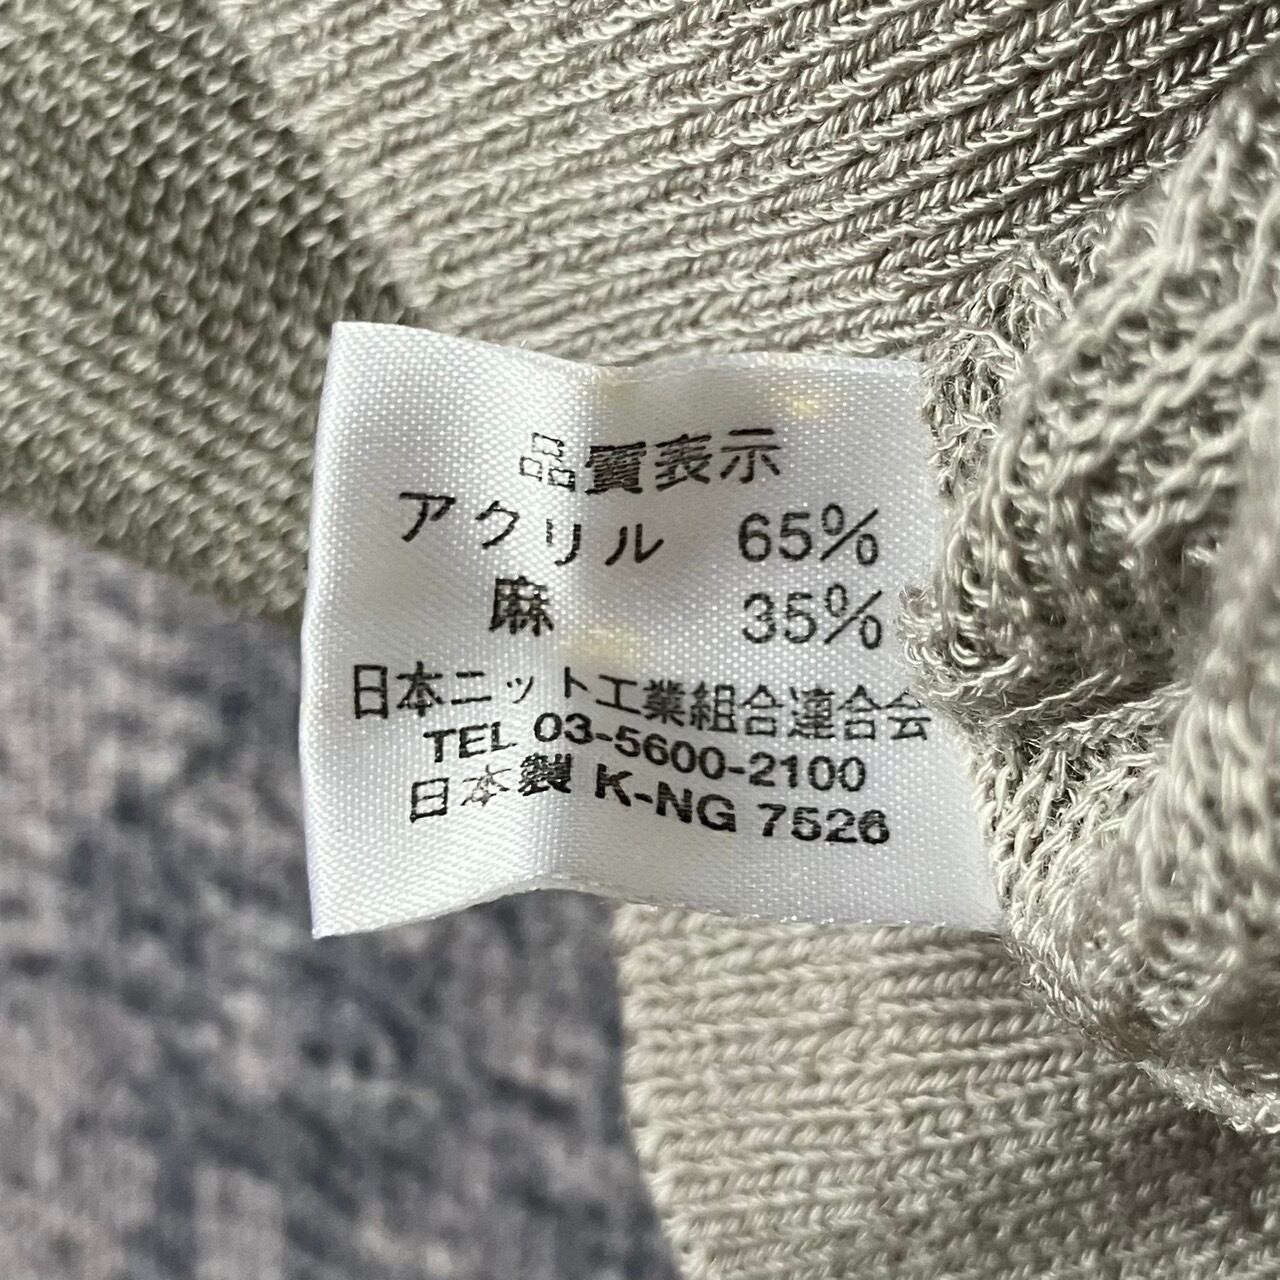 品質表示
アクリル 65%
麻 35%
日本ニット工業組合連合会
TEL 03-5600-2100
日本製 K-NG 7526